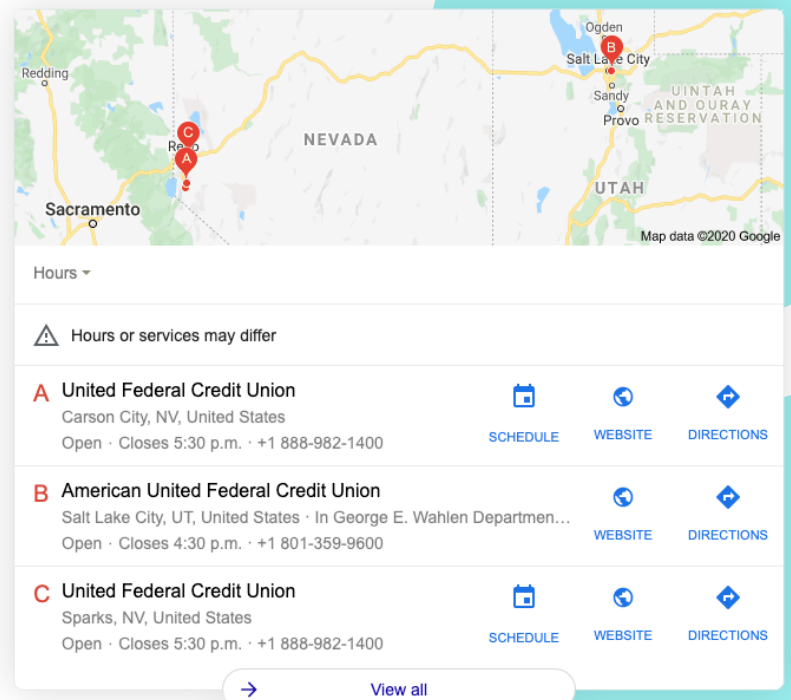 Ogden
B
Salt Lake City
Redding
Sandy
UINTAH
AND OURAY
RESERVATION
Provo
C
NEVADA
Reno
A
UTAH
Sacramento
Map data ©2020 Google
Hours
Hours or services may differ
A United Federal Credit Union
Carson City, NV, United States
Open · Closes 5:30 p.m. · +1 888-982-1400
SCHEDULE WEBSITE DIRECTIONS
B American United Federal Credit Union
Salt Lake City, UT, United States · In George E. Wahlen Departmen...
Open · Closes 4:30 p.m. · +1 801-359-9600
WEBSITE DIRECTIONS
C United Federal Credit Union
Sparks, NV, United States
Open · Closes 5:30 p.m. · +1 888-982-1400
SCHEDULE WEBSITE DIRECTIONS
View all